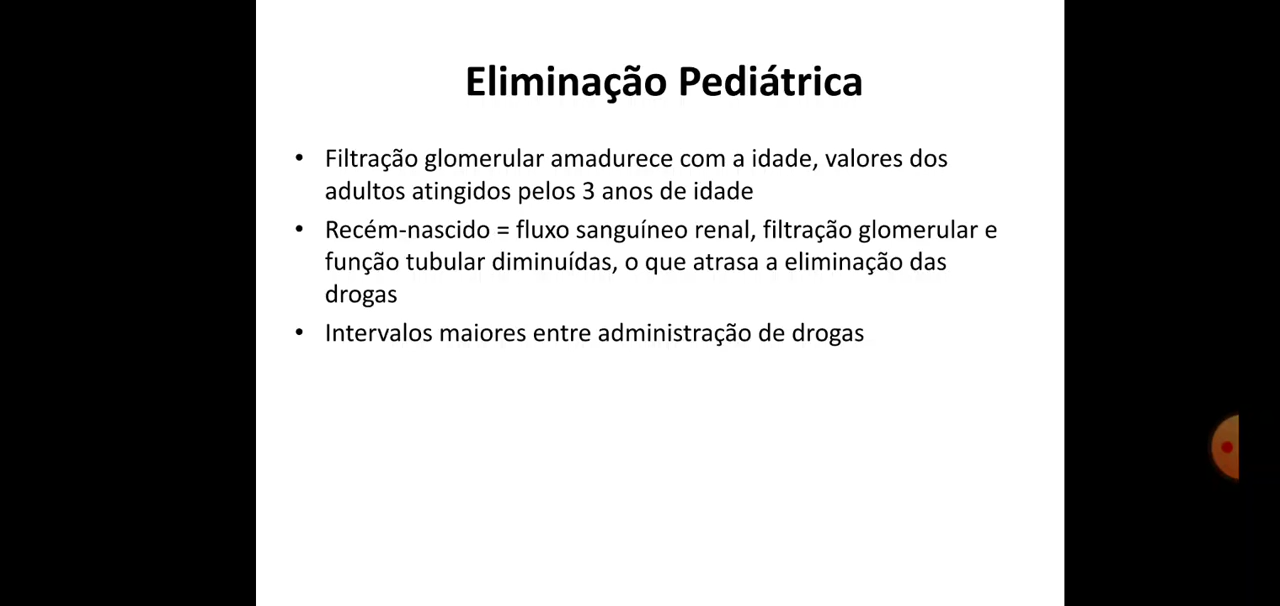 Eliminação Pediátrica
• Filtração glomerular amadurece com a idade, valores dos
adultos atingidos pelos 3 anos de idade
• Recém-nascido = fluxo sanguíneo renal, filtração glomerular e
função tubular diminuídas, o que atrasa a eliminação das
drogas
• Intervalos maiores entre administração de drogas